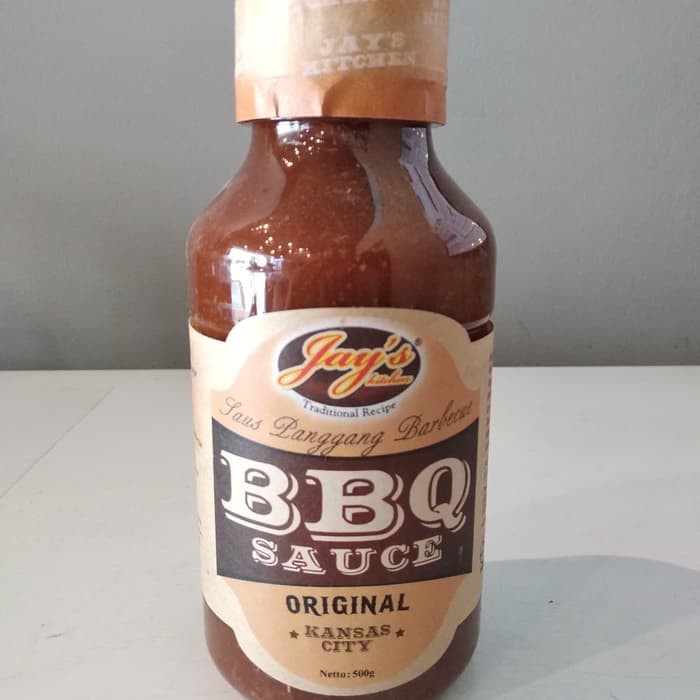 JAY'S
KITCHEN
Jay's®
kitchen
Traditional Recipe
Saus Panggang Barbecue
BBQ
SAUCE
ORIGINAL
KANSAS
CITY
Netto: 500g